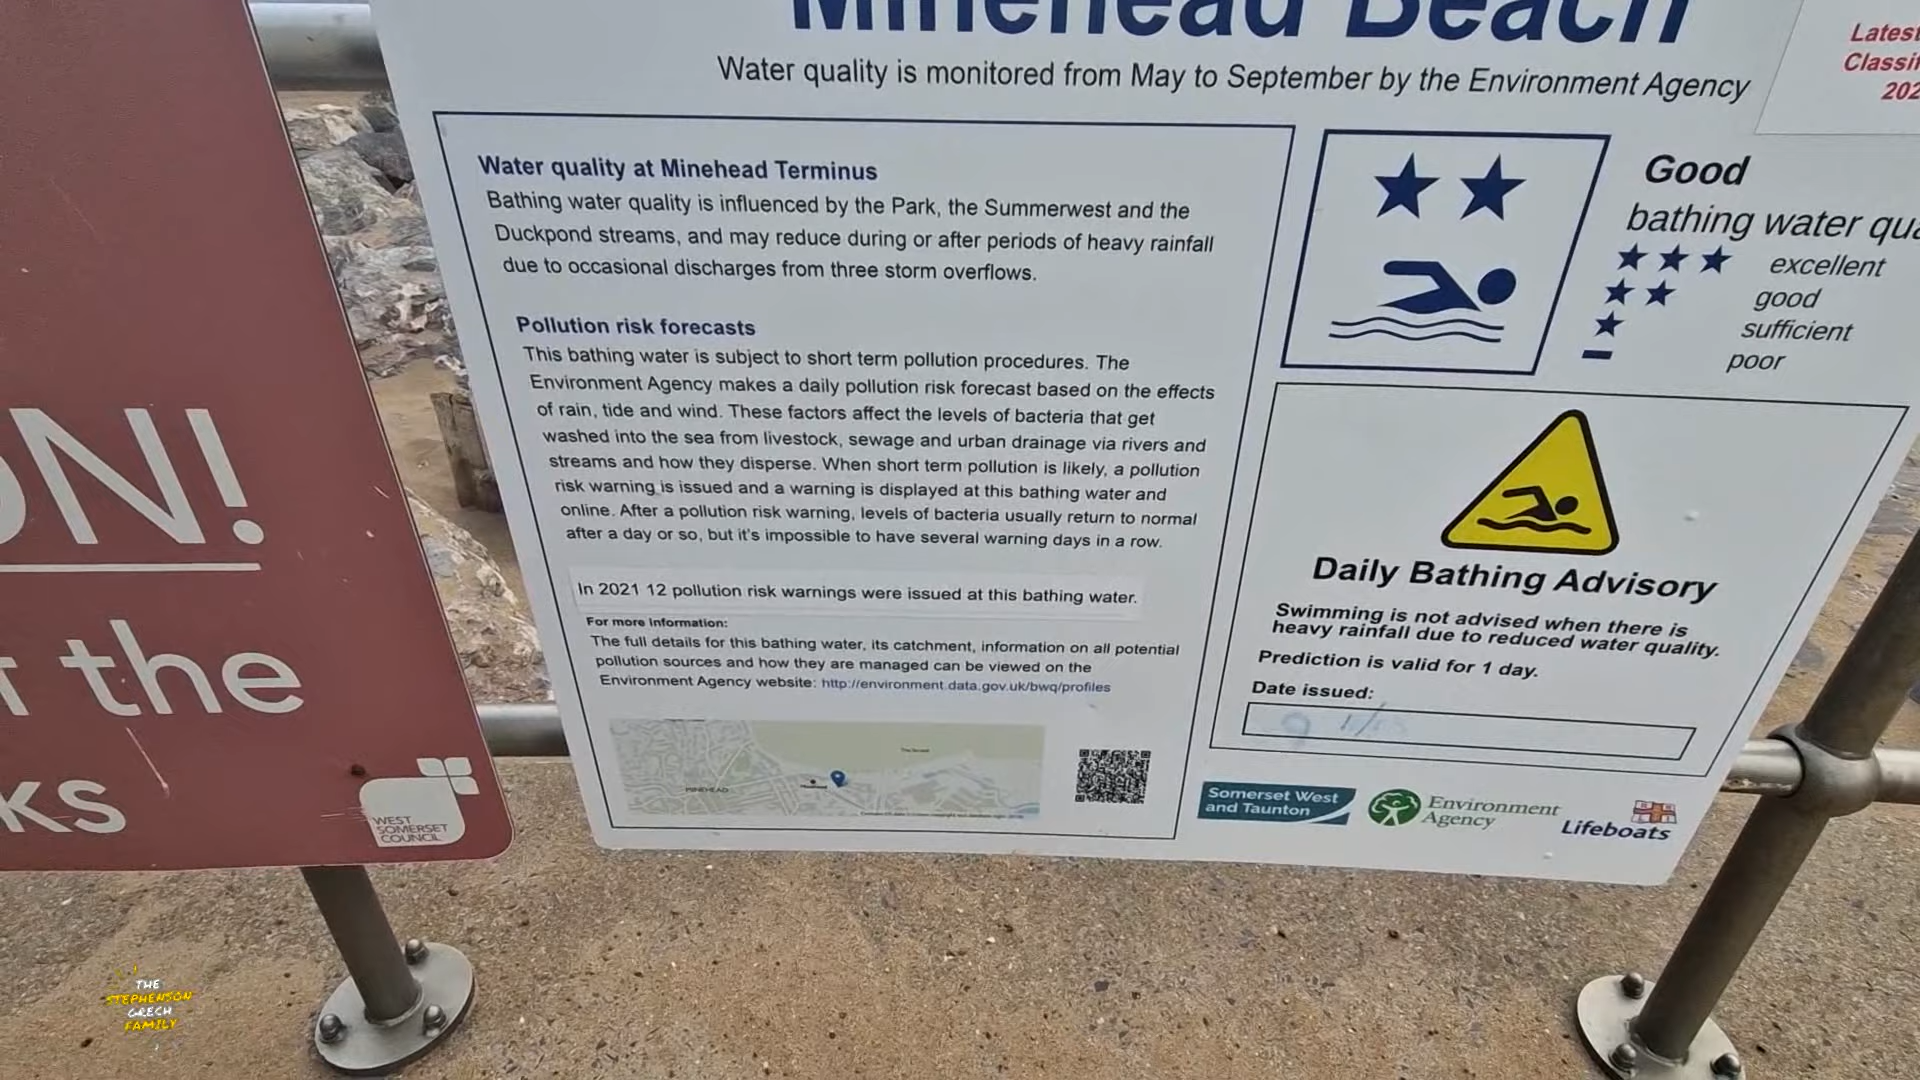 Minehead Beach
Water quality is monitored from May to September by the Environment Agency
Latest
202
Water quality at Minehead Terminus
Bathing water quality is influenced by the Park, the Summerwest and the
Duckpond streams, and may reduce during or after periods of heavy rainfall
due to occasional discharges from three storm overflows.
Pollution risk forecasts
This bathing water is subject to short term pollution procedures. The
Environment Agency makes a daily pollution risk forecast based on the effects
of rain, tide and wind. These factors affect the levels of bacteria that get
washed into the sea from livestock, sewage and urban drainage via rivers and
streams and how they disperse. When short term pollution is likely, a pollution
risk warning is issued and a warning is displayed at this bathing water and
online. After a pollution risk warning, levels of bacteria usually return to normal
after a day or so, but it's impossible to have several warning days in a row.
In 2021 12 pollution risk warnings were issued at this bathing water.
For more Information:
The full details for this bathing water, its catchment, information on all potential
pollution sources and how they are managed can be viewed on the
Environment Agency website: http://environment.data.gov.uk/bwq/profiles
MINEHEAD
Good
bathing water qua
excellent
good
sufficient
poor
Daily Bathing Advisory
Swimming is not advised when there is
heavy rainfall due to reduced water quality.
Prediction is valid for 1 day.
Date issued:
Somerset West
and Taunton
Environment
Agency
Lifeboats
ON!
the
ks
WEST
SOMERSET
COUNCIL
THE
STEPHENSON
GRECH
FAMILY